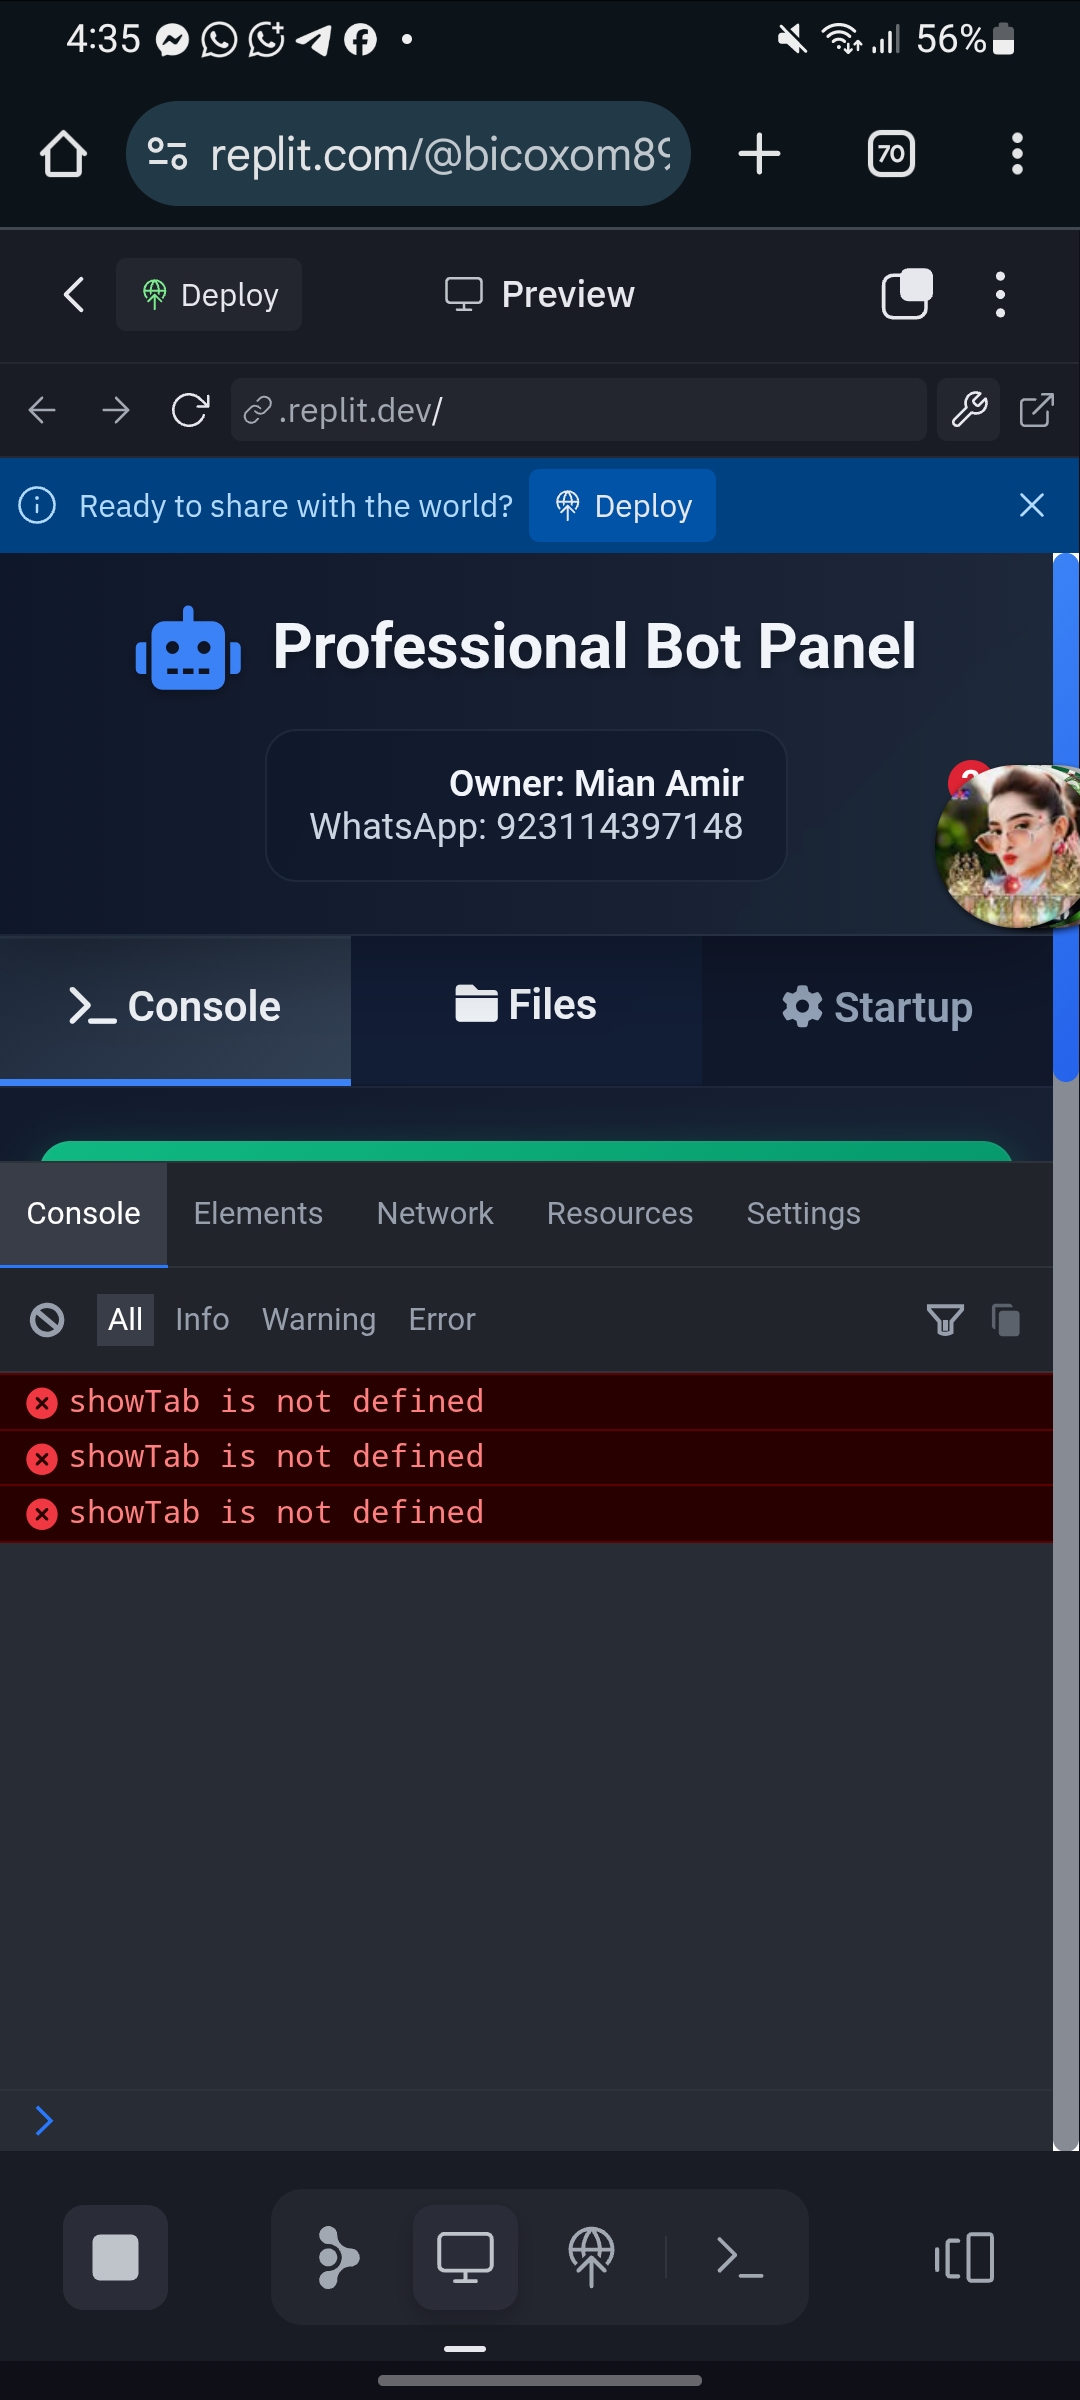 4:35
56%
replit.com/@bicoxom89
70
Deploy
Preview
.replit.dev/
Ready to share with the world?
Deploy
Professional Bot Panel
Owner: Mian Amir
WhatsApp: 923114397148
Console
Files
Startup
Console
Elements
Network
Resources
Settings
All
Info
Warning
Error
showTab is not defined
showTab is not defined
showTab is not defined